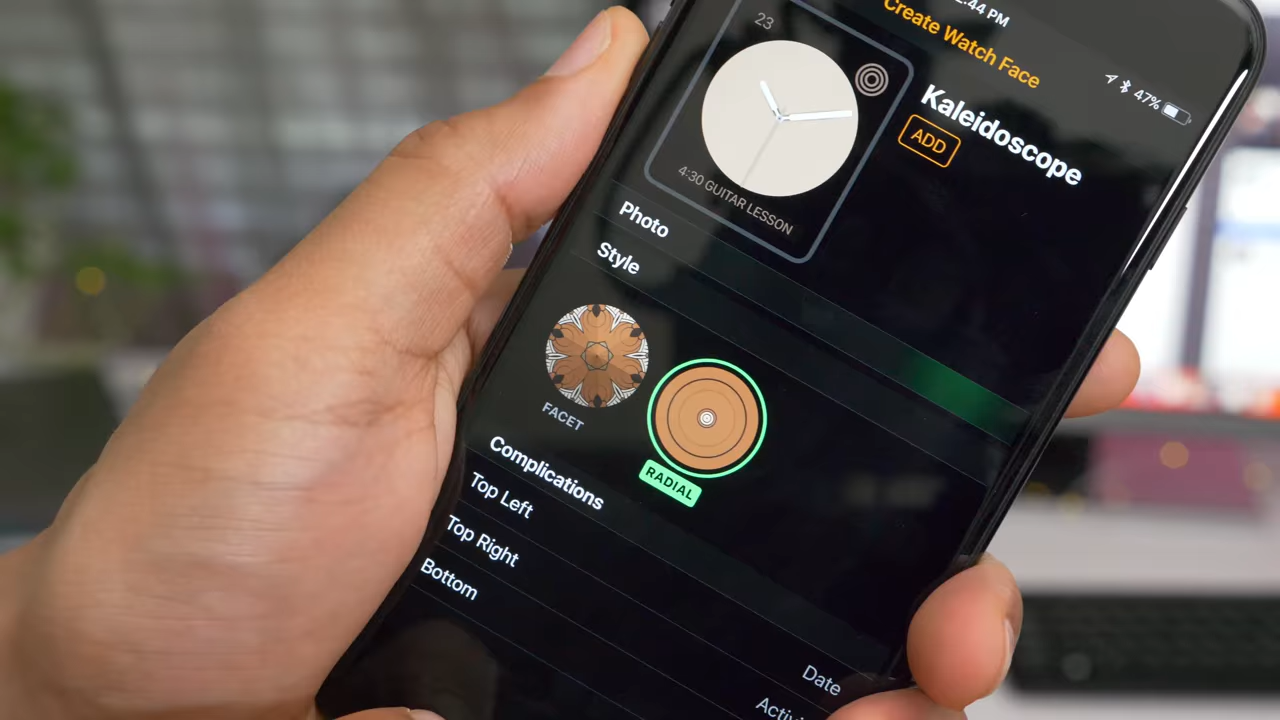 :44 PM
47%
Create Watch Face
23
Kaleidoscope
ADD
4:30 GUITAR LESSON
Photo
Style
FACET
RADIAL
Complications
Top Left
Date
Top Right
Activi
Bottom